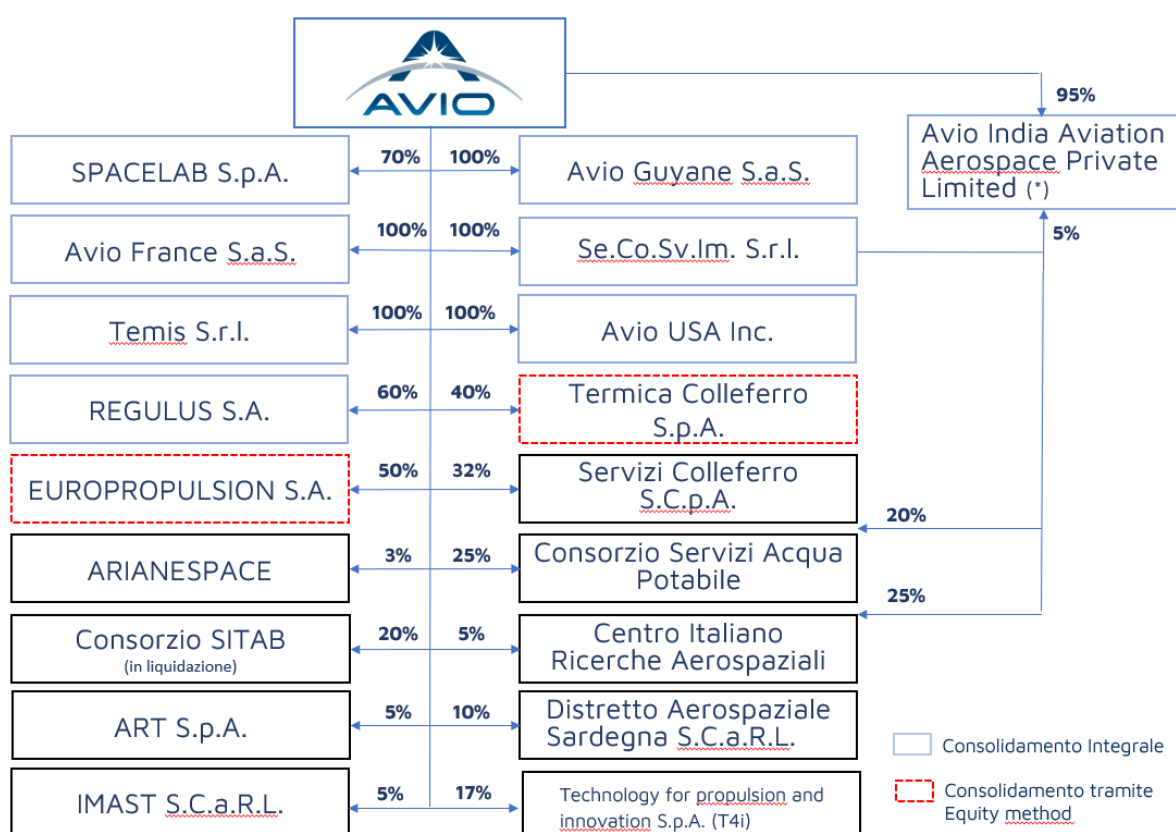 AVIO
95%
Avio India Aviation
Aerospace Private
Limited (*)
SPACELAB S.p.A.
70%
100%
Avio Guyane S.a.S.
Avio France S.a.S.
100%
100%
Se.Co.Sv.Im. S.r.l.
5%
Temis S.r.l.
100%
100%
Avio USA Inc.
REGULUS S.A.
60%
40%
Termica Colleferro
S.p.A.
EUROPROPULSION S.A.
50%
32%
Servizi Colleferro
S.C.p.A.
20%
ARIANESPACE
3%
25%
Consorzio Servizi Acqua
Potabile
25%
Consorzio SITAB
(in liquidazione)
20%
5%
Centro Italiano
Ricerche Aerospaziali
ART S.p.A.
5%
10%
Distretto Aerospaziale
Sardegna S.C.a.R.L.
IMAST S.C.a.R.L.
5%
17%
Technology for propulsion and
innovation S.p.A. (T4i)
Consolidamento Integrale
Consolidamento tramite
Equity method